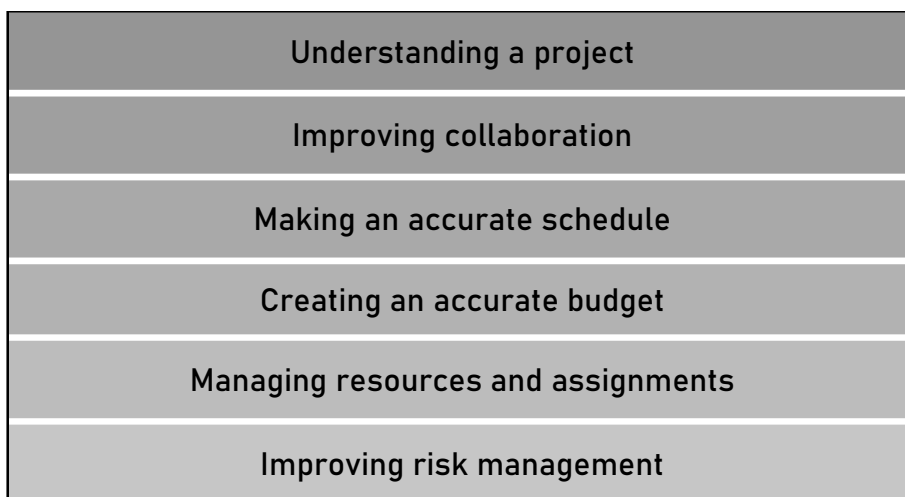 Understanding a project
Improving collaboration
Making an accurate schedule
Creating an accurate budget
Managing resources and assignments
Improving risk management